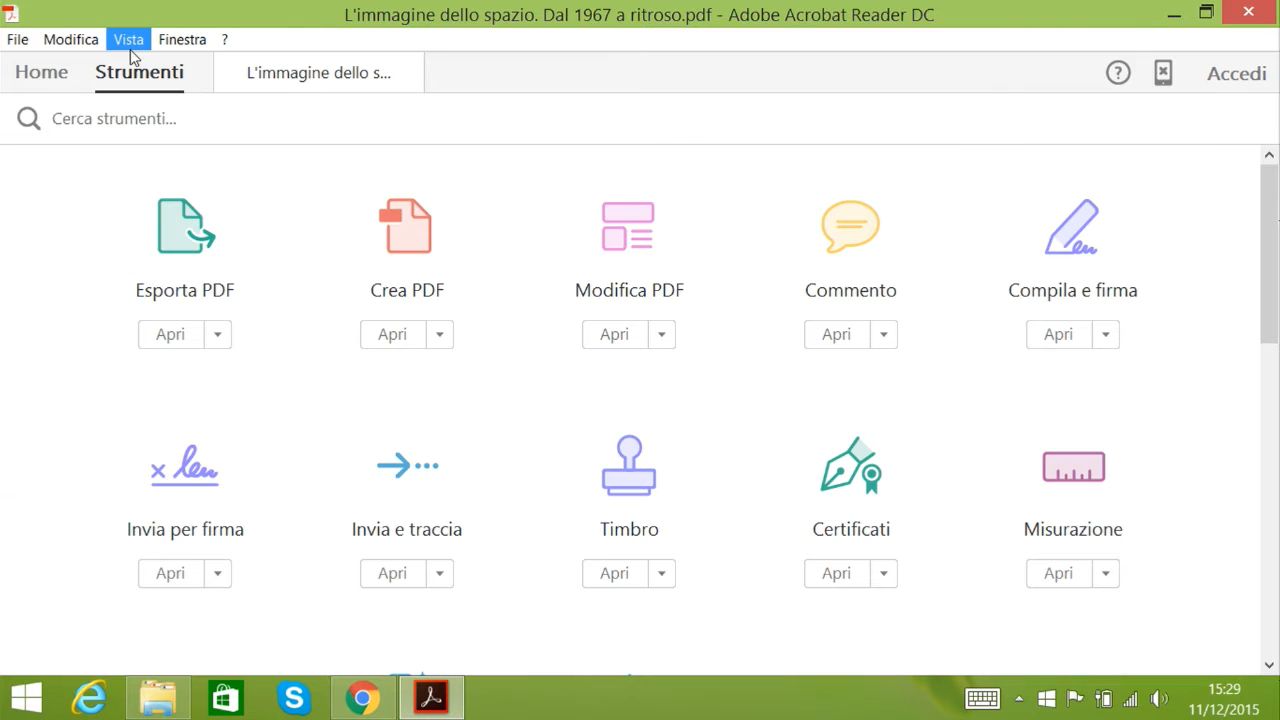 L'immagine dello spazio. Dal 1967 a ritroso.pdf - Adobe Acrobat Reader DC
File Modifica Vista Finestra ?
Home Strumenti L'immagine dello s... Accedi
Cerca strumenti...
Esporta PDF Crea PDF Modifica PDF Commento Compila e firma
Apri Apri Apri Apri Apri
Invia per firma Invia e traccia Timbro Certificati Misurazione
Apri Apri Apri Apri Apri
15:29
11/12/2015